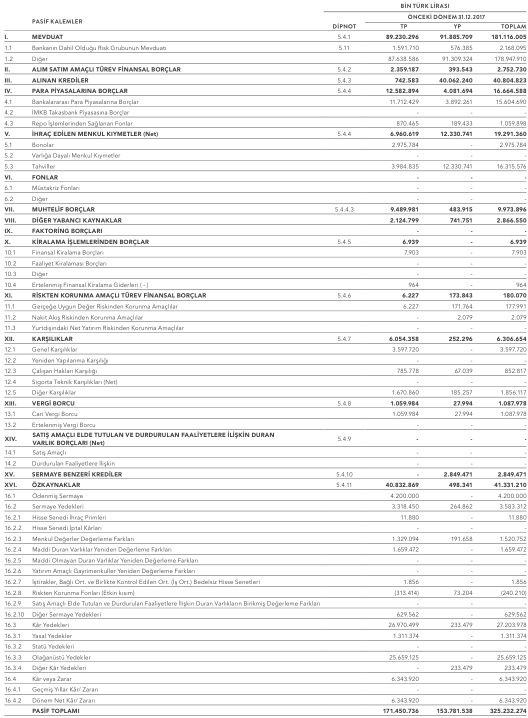 BİN TÜRK LİRASI
ÖNCEKİ DÖNEM 31.12.2017
PASİF KALEMLER DİPNOT TP YP TOPLAM
I. MEVDUAT 5.4.1 89.230.296 91.885.709 181.116.005
1.1 Bankanın Dahil Olduğu Risk Grubunun Mevduatı 5.11 1.591.710 576.385 2.168.095
1.2 Diğer 87.638.586 91.309.324 178.947.910
II. ALIM SATIM AMAÇLI TÜREV FİNANSAL BORÇLAR 5.4.2 2.359.187 393.543 2.752.730
III. ALINAN KREDİLER 5.4.3 742.583 40.062.240 40.804.823
IV. PARA PİYASALARINA BORÇLAR 5.4.4 12.582.894 4.081.694 16.664.588
4.1 Bankalararası Para Piyasalarına Borçlar 11.712.429 3.892.261 15.604.690
4.2 İMKB Takasbank Piyasasına Borçlar - - -
4.3 Repo İşlemlerinden Sağlanan Fonlar 870.465 189.433 1.059.898
V. İHRAÇ EDİLEN MENKUL KIYMETLER (Net) 5.4.4 6.960.619 12.330.741 19.291.360
5.1 Bonolar 2.975.784 - 2.975.784
5.2 Varlığa Dayalı Menkul Kıymetler - - -
5.3 Tahviller 3.984.835 12.330.741 16.315.576
VI. FONLAR - - -
6.1 Müstakriz Fonları - - -
6.2 Diğer - - -
VII. MUHTELİF BORÇLAR 5.4.4.3 9.489.981 483.915 9.973.896
VIII. DİĞER YABANCI KAYNAKLAR 2.124.799 741.751 2.866.550
IX. FAKTORİNG BORÇLARI - - -
X. KİRALAMA İŞLEMLERİNDEN BORÇLAR 5.4.5 6.939 - 6.939
10.1 Finansal Kiralama Borçları 7.903 - 7.903
10.2 Faaliyet Kiralaması Borçları - - -
10.3 Diğer - - -
10.4 Ertelenmiş Finansal Kiralama Giderleri ( - ) 964 - 964
XI. RİSKTEN KORUNMA AMAÇLI TÜREV FİNANSAL BORÇLAR 5.4.6 6.227 173.843 180.070
11.1 Gerçeğe Uygun Değer Riskinden Korunma Amaçlılar 6.227 171.764 177.991
11.2 Nakit Akış Riskinden Korunma Amaçlılar - 2.079 2.079
11.3 Yurtdışındaki Net Yatırım Riskinden Korunma Amaçlılar - - -
XII. KARŞILIKLAR 5.4.7 6.054.358 252.296 6.306.654
12.1 Genel Karşılıklar 3.597.720 - 3.597.720
12.2 Yeniden Yapılanma Karşılığı - - -
12.3 Çalışan Hakları Karşılığı 785.778 67.039 852.817
12.4 Sigorta Teknik Karşılıkları (Net) - - -
12.5 Diğer Karşılıklar 1.670.860 185.257 1.856.117
XIII. VERGİ BORCU 5.4.8 1.059.984 27.994 1.087.978
13.1 Cari Vergi Borcu 1.059.984 27.994 1.087.978
13.2 Ertelenmiş Vergi Borcu - - -
XIV. SATIŞ AMAÇLI ELDE TUTULAN VE DURDURULAN FAALİYETLERE İLİŞKİN DURAN
VARLIK BORÇLARI (Net) 5.4.9 - - -
14.1 Satış Amaçlı - - -
14.2 Durdurulan Faaliyetlere İlişkin - - -
XV. SERMAYE BENZERİ KREDİLER 5.4.10 - 2.849.471 2.849.471
XVI. ÖZKAYNAKLAR 5.4.11 40.832.869 498.341 41.331.210
16.1 Ödenmiş Sermaye 4.200.000 - 4.200.000
16.2 Sermaye Yedekleri 3.318.450 264.862 3.583.312
16.2.1 Hisse Senedi İhraç Primleri 11.880 - 11.880
16.2.2 Hisse Senedi İptal Kârları - - -
16.2.3 Menkul Değerler Değerleme Farkları 1.329.094 191.658 1.520.752
16.2.4 Maddi Duran Varlıklar Yeniden Değerleme Farkları 1.659.472 - 1.659.472
16.2.5 Maddi Olmayan Duran Varlıklar Yeniden Değerleme Farkları - - -
16.2.6 Yatırım Amaçlı Gayrimenkuller Yeniden Değerleme Farkları - - -
16.2.7 İştirakler, Bağlı Ort. ve Birlikte Kontrol Edilen Ort. (İş Ort.) Bedelsiz Hisse Senetleri 1.856 - 1.856
16.2.8 Riskten Korunma Fonları (Etkin kısım) (313.414) 73.204 (240.210)
16.2.9 Satış Amaçlı Elde Tutulan ve Durdurulan Faaliyetlere İlişkin Duran Varlıkların Birikmiş Değerleme Farkları - - -
16.2.10 Diğer Sermaye Yedekleri 629.562 - 629.562
16.3 Kâr Yedekleri 26.970.499 233.479 27.203.978
16.3.1 Yasal Yedekler 1.311.374 - 1.311.374
16.3.2 Statü Yedekleri - - -
16.3.3 Olağanüstü Yedekler 25.659.125 - 25.659.125
16.3.4 Diğer Kâr Yedekleri - 233.479 233.479
16.4 Kâr veya Zarar 6.343.920 - 6.343.920
16.4.1 Geçmiş Yıllar Kâr/ Zararı - - -
16.4.2 Dönem Net Kâr/ Zararı 6.343.920 - 6.343.920
PASİF TOPLAMI 171.450.736 153.781.538 325.232.274